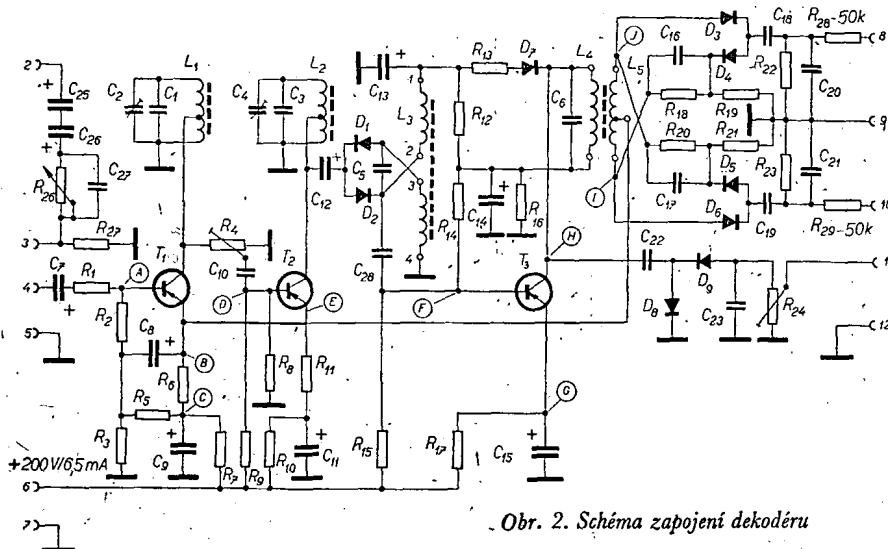 2
C25
C26
R26
C27
3
R27
4
C7
R1
A
5
R2
C8
B
R6
R5
C
R3
C9
+200V/6,5mA
6
7
C2
C1
L1
T1
R4
C10
D
R7
R9
R8
R10
C4
C3
L2
T2
E
R11
C11
C12
D1
D2
C5
C13
1
L3
2
3
4
C28
R15
R13
D7
R12
R14
C14
R16
F
R17
C6
L4
L5
H
T3
G
C15
J
I
D3
C16
D4
R18
R19
R20
R21
C17
D5
D6
C18
R22
R23
C19
R28-50k
8
C20
9
C21
10
R29-50k
C22
D8
D9
C23
R24
1
12
Obr. 2. Schéma zapojení dekodéru